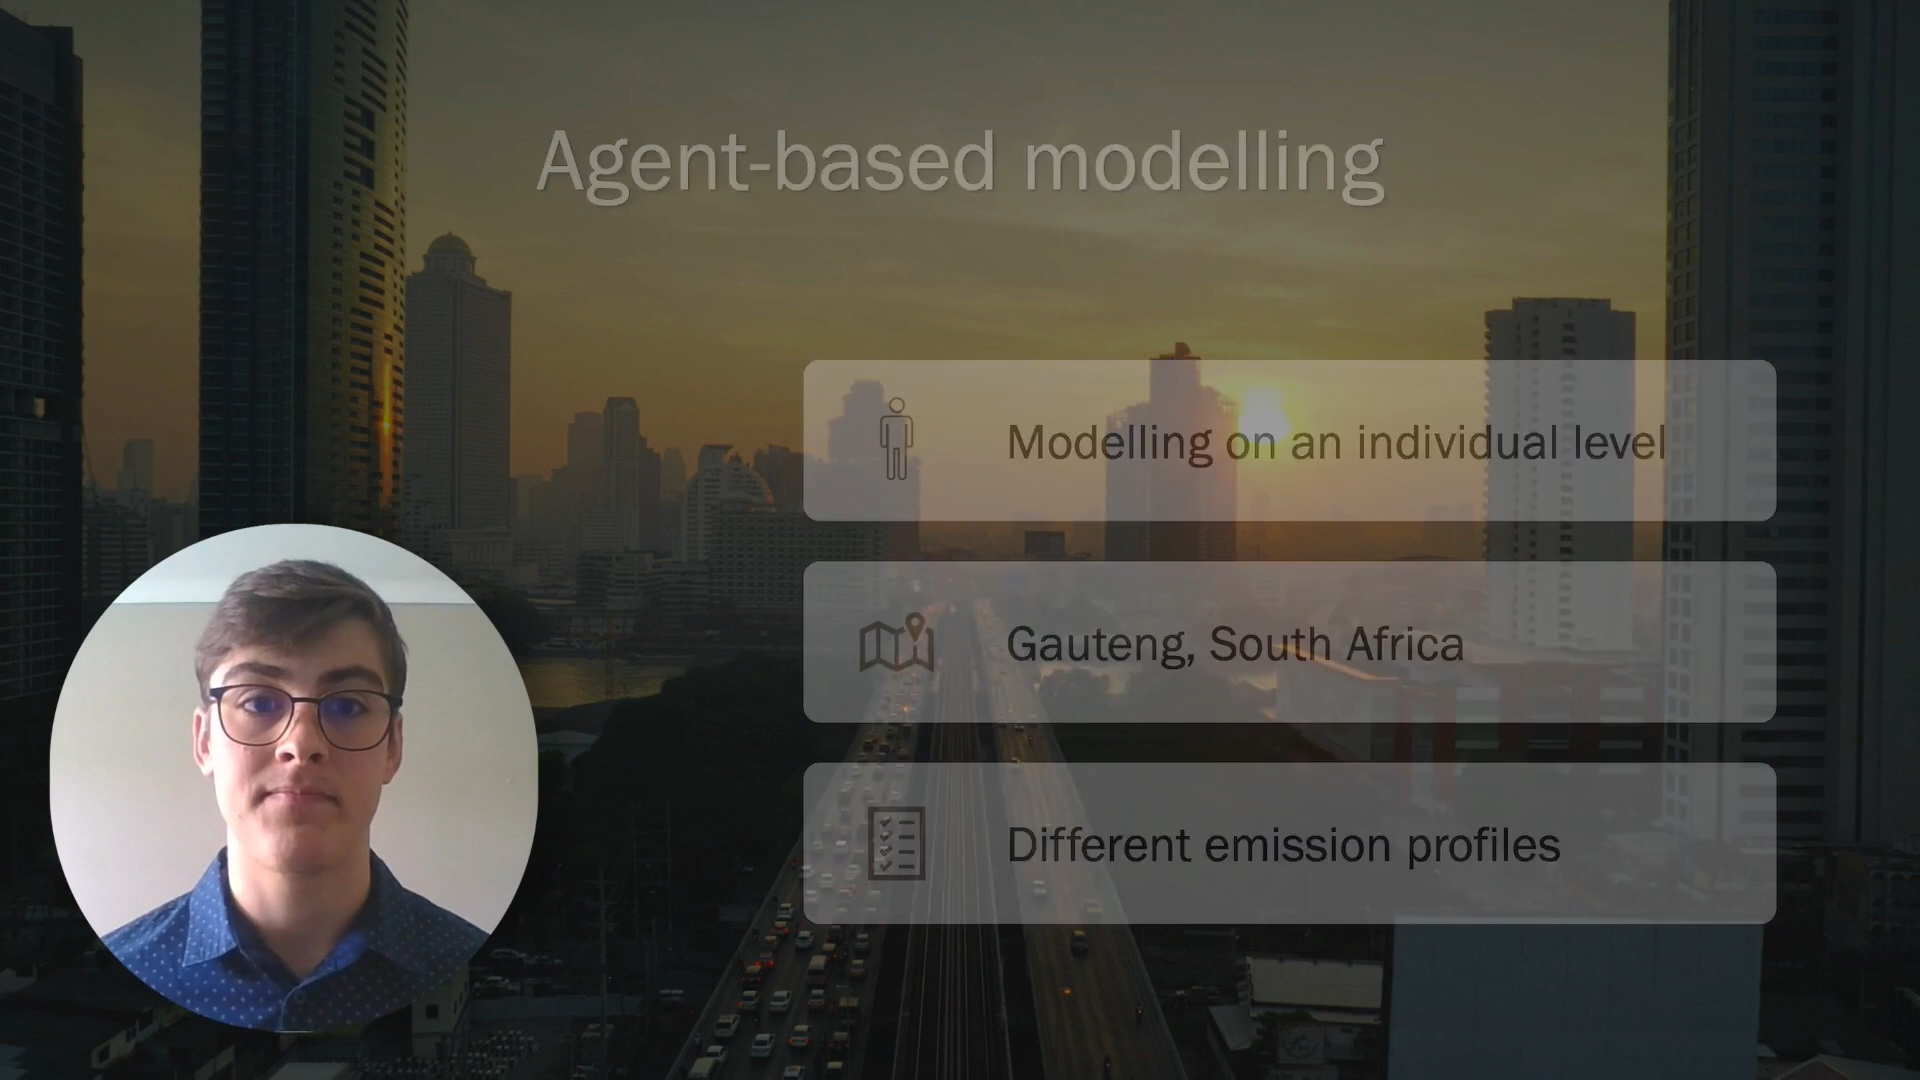 Agent-based modelling
Modelling on an individual level
Gauteng, South Africa
Different emission profiles